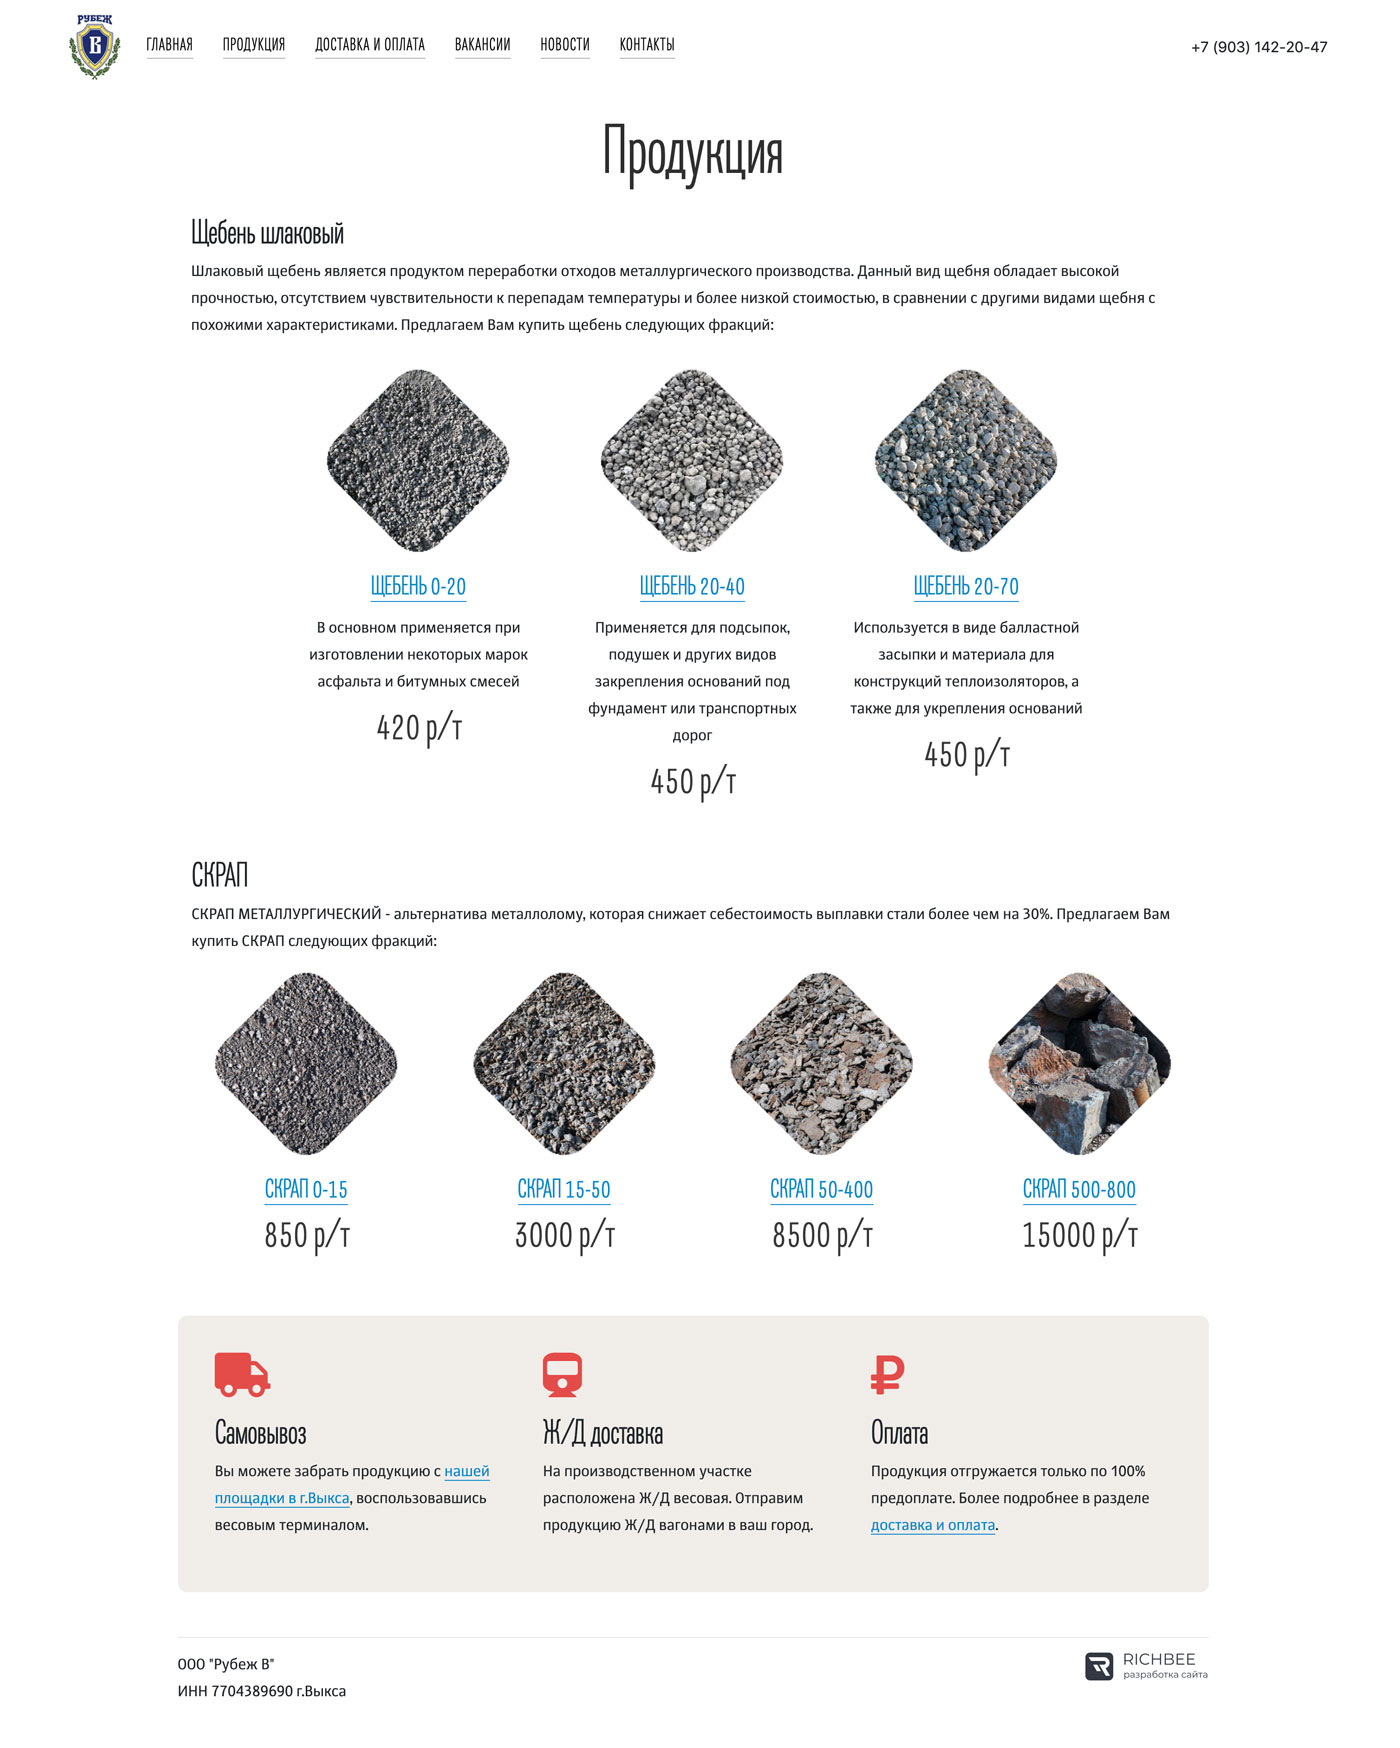 РУБЕЖ
В
ГЛАВНАЯ
ПРОДУКЦИЯ
ДОСТАВКА И ОПЛАТА
ВАКАНСИИ
НОВОСТИ
КОНТАКТЫ
+7 (903) 142-20-47
Продукция
Щебень шлаковый
Шлаковый щебень является продуктом переработки отходов металлургического производства. Данный вид щебня обладает высокой
прочностью, отсутствием чувствительности к перепадам температуры и более низкой стоимостью, в сравнении с другими видами щебня с
похожими характеристиками. Предлагаем Вам купить щебень следующих фракций:
ЩЕБЕНЬ 0-20
В основном применяется при
изготовлении некоторых марок
асфальта и битумных смесей
420 р/т
ЩЕБЕНЬ 20-40
Применяется для подсыпок,
подушек и других видов
закрепления оснований под
фундамент или транспортных
дорог
450 р/т
ЩЕБЕНЬ 20-70
Используется в виде балластной
засыпки и материала для
конструкций теплоизоляторов, а
также для укрепления оснований
450 р/т
СКРАП
СКРАП МЕТАЛЛУРГИЧЕСКИЙ - альтернатива металлолому, которая снижает себестоимость выплавки стали более чем на 30%. Предлагаем Вам
купить СКРАП следующих фракций:
СКРАП 0-15
850 р/т
СКРАП 15-50
3000 р/т
СКРАП 50-400
8500 р/т
СКРАП 500-800
15000 р/т
Самовывоз
Вы можете забрать продукцию с нашей
площадки в г.Выкса, воспользовавшись
весовым терминалом.
Ж/Д доставка
На производственном участке
расположена Ж/Д весовая. Отправим
продукцию Ж/Д вагонами в ваш город.
Оплата
Продукция отгружается только по 100%
предоплате. Более подробнее в разделе
доставка и оплата.
ООО "Рубеж В"
ИНН 7704389690 г.Выкса
RICHBEE
разработка сайта